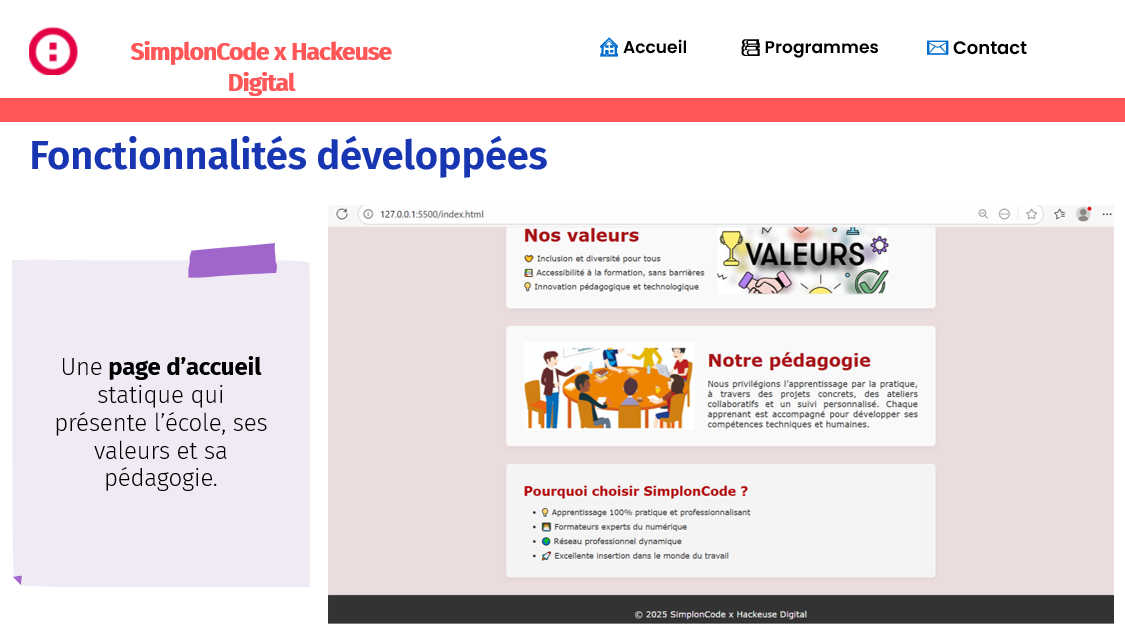 SimplonCode x Hackeuse
Digital
Accueil
Programmes
Contact
Fonctionnalités développées
Une page d’accueil
statique qui
présente l’école, ses
valeurs et sa
pédagogie.
127.0.0.1:5500/index.html
Nos valeurs
Inclusion et diversité pour tous
Accessibilité à la formation, sans barrières
Innovation pédagogique et technologique
VALEURS
Notre pédagogie
Nous privilégions l’apprentissage par la pratique,
à travers des projets concrets, des ateliers
collaboratifs et un suivi personnalisé. Chaque
apprenant est accompagné pour développer ses
compétences techniques et humaines.
Pourquoi choisir SimplonCode ?
• Apprentissage 100% pratique et professionnalisant
• Formateurs experts du numérique
• Réseau professionnel dynamique
• Excellente insertion dans le monde du travail
© 2025 SimplonCode x Hackeuse Digital